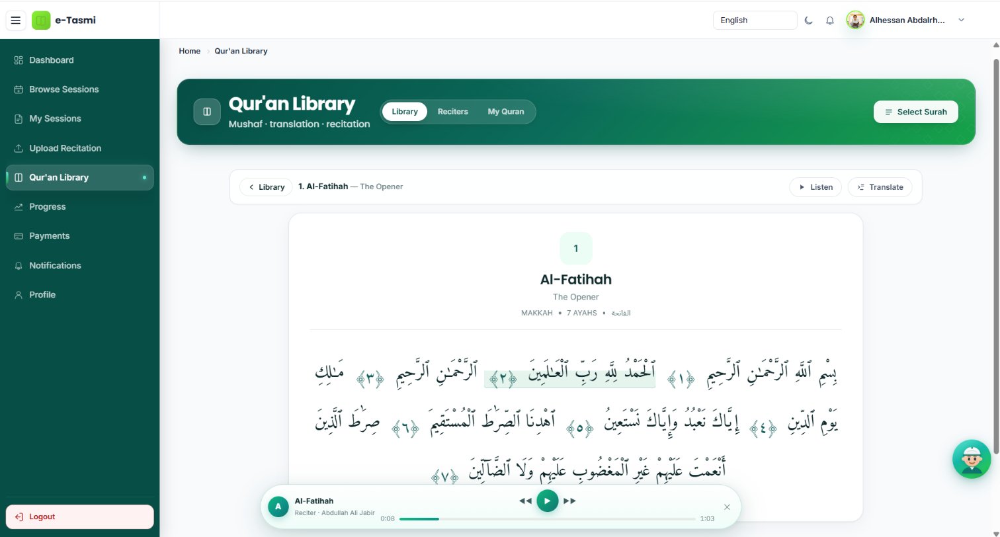 e-Tasmi
English
Alhessan Abdalrh...
Dashboard
Browse Sessions
My Sessions
Upload Recitation
Qur'an Library
Progress
Payments
Notifications
Profile
Logout
Home > Qur'an Library
Qur'an Library
Mushaf · translation · recitation
Library Reciters My Quran
Select Surah
Library
1. Al-Fatihah — The Opener
Listen
Translate
1
Al-Fatihah
The Opener
MAKKAH • 7 AYAHS • الفاتحة
بِسْمِ ٱللَّهِ ٱلرَّحْمَـٰنِ ٱلرَّحِيمِ ﴿١﴾ ٱلْحَمْدُ لِلَّهِ رَبِّ ٱلْعَـٰلَمِينَ ﴿٢﴾ ٱلرَّحْمَـٰنِ ٱلرَّحِيمِ ﴿٣﴾ مَـٰلِكِ
يَوْمِ ٱلدِّينِ ﴿٤﴾ إِيَّاكَ نَعْبُدُ وَإِيَّاكَ نَسْتَعِينُ ﴿٥﴾ ٱهْدِنَا ٱلصِّرَٰطَ ٱلْمُسْتَقِيمَ ﴿٦﴾ صِرَٰطَ ٱلَّذِينَ
أَنْعَمْتَ عَلَيْهِمْ غَيْرِ ٱلْمَغْضُوبِ عَلَيْهِمْ وَلَا ٱلضَّآلِّينَ ﴿٧﴾
A
Al-Fatihah
Reciter · Abdullah Ali Jabir
0:08
1:03